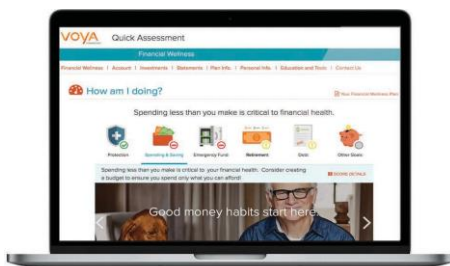 VOYA Quick Assessment
FINANCIAL
Financial Wellness
Financial Wellness | Account | Investments | Statements | Plan Info. | Personal Info. | Education and Tools | Contact Us
How am I doing?
Your Financial Wellness Plan
Spending less than you make is critical to financial health.
Protection Spending & Saving Emergency Fund Retirement Debt Other Goals
Spending less than you make is critical to your financial health. Consider creating
a budget to ensure you spend only what you can afford!
SCORE DETAILS
Good money habits start here.